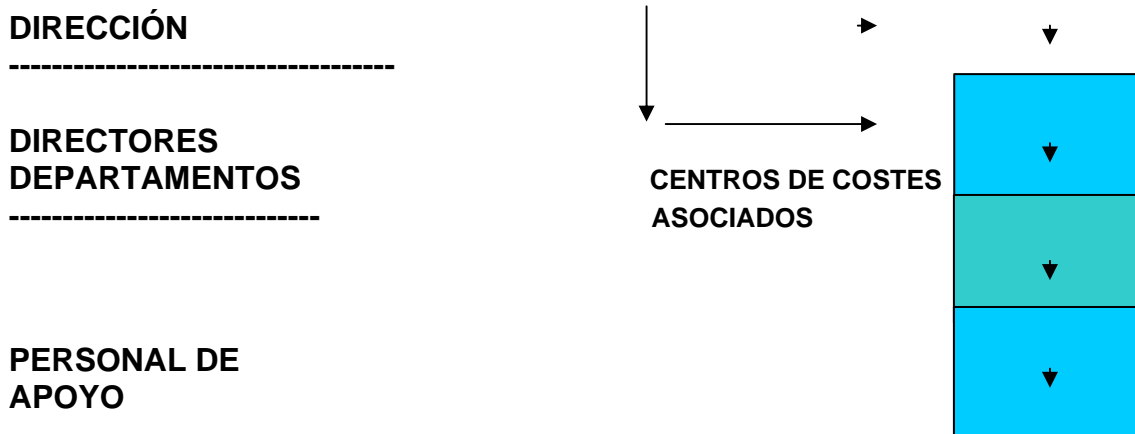 DIRECCIÓN
------------------------------------
DIRECTORES
DEPARTAMENTOS
-----------------------------
CENTROS DE COSTES
ASOCIADOS
PERSONAL DE
APOYO